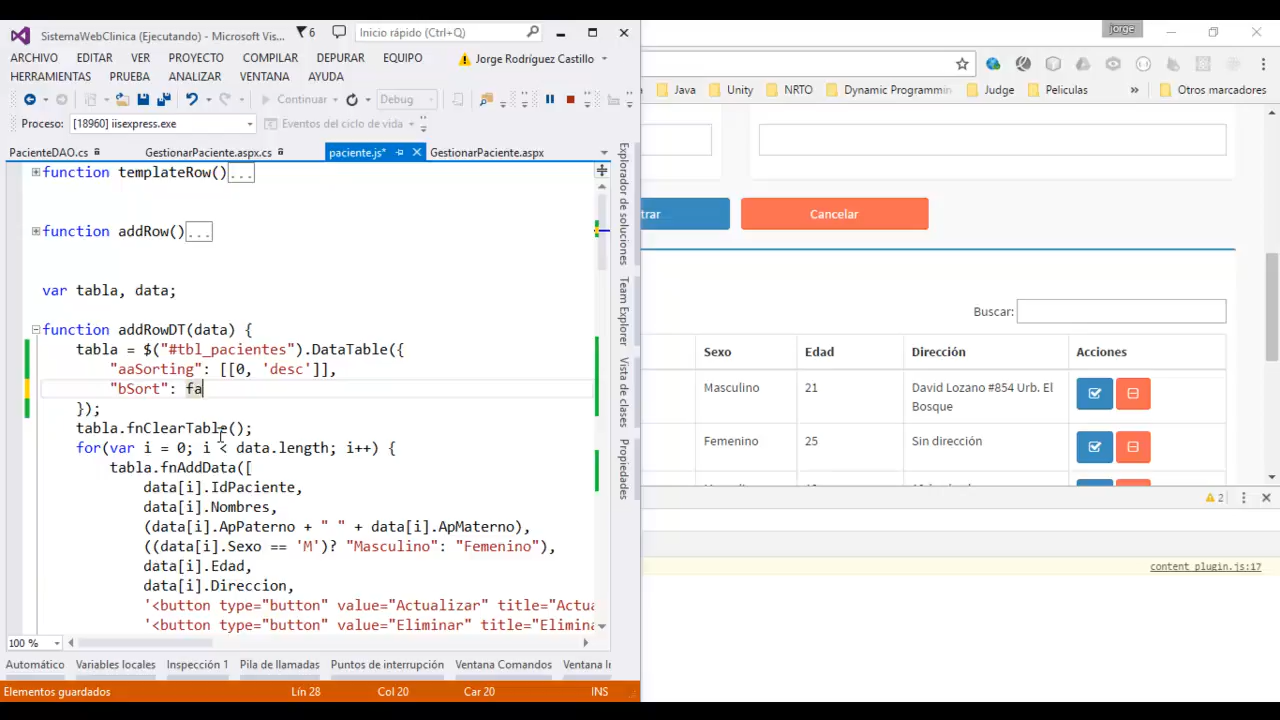 SistemaWebClinica (Ejecutando) - Microsoft Vis...
6
Inicio rápido (Ctrl+Q)
ARCHIVO EDITAR VER PROYECTO COMPILAR DEPURAR EQUIPO
Jorge Rodríguez Castillo
HERRAMIENTAS PRUEBA ANALIZAR VENTANA AYUDA
Continuar
Debug
Proceso: [18960] iisexpress.exe
Eventos del ciclo de vida
PacienteDAO.cs GestionarPaciente.aspx.cs paciente.js* GestionarPaciente.aspx
function templateRow()...
function addRow()...
var tabla, data;
function addRowDT(data) {
tabla = $("#tbl_pacientes").DataTable({
"aaSorting": [[0, 'desc']],
"bSort": fa
});
tabla.fnClearTable();
for(var i = 0; i < data.length; i++) {
tabla.fnAddData([
data[i].IdPaciente,
data[i].Nombres,
(data[i].ApPaterno + " " + data[i].ApMaterno),
((data[i].Sexo == 'M')? "Masculino": "Femenino"),
data[i].Edad,
data[i].Direccion,
'<button type="button" value="Actualizar" title="Actua
'<button type="button" value="Eliminar" title="Elimina
100 %
Automático Variables locales Inspección 1 Pila de llamadas Puntos de interrupción Ventana Comandos Ventana In
Elementos guardados Lín 28 Col 20 Car 20 INS
Explorador de soluciones
Team Explorer
Vista de clases
Propiedades
jorge
Java Unity NRTO Dynamic Programming Judge Peliculas » Otros marcadores
trar Cancelar
Buscar:
Sexo Edad Dirección Acciones
Masculino 21 David Lozano #854 Urb. El
Bosque
Femenino 25 Sin dirección
2
content_plugin.js:17